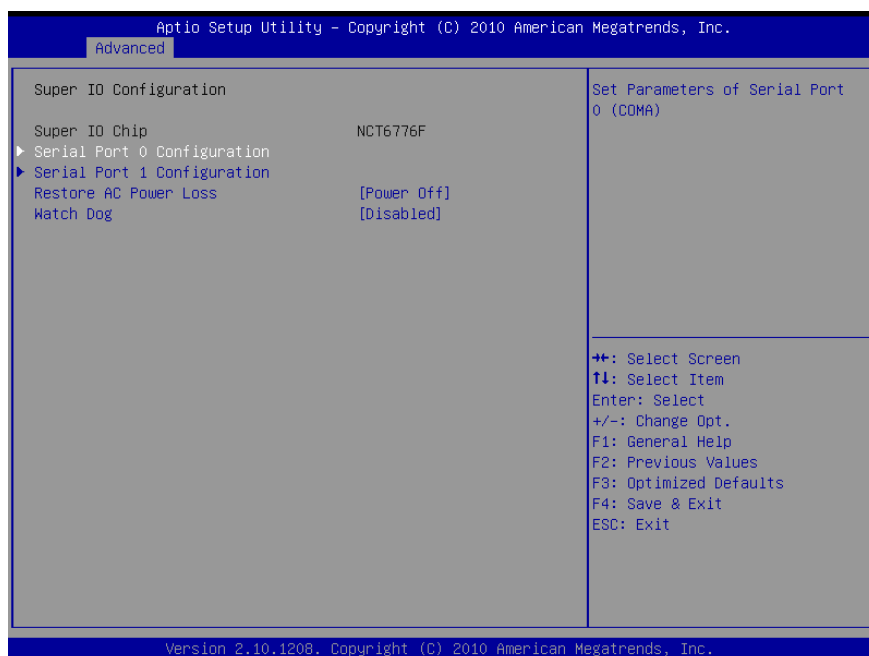 Aptio Setup Utility – Copyright (C) 2010 American Megatrends, Inc.
Advanced
Super IO Configuration
Super IO Chip NCT6776F
▶ Serial Port 0 Configuration
▶ Serial Port 1 Configuration
Restore AC Power Loss [Power Off]
Watch Dog [Disabled]
Set Parameters of Serial Port
0 (COMA)
→←: Select Screen
↑↓: Select Item
Enter: Select
+/-: Change Opt.
F1: General Help
F2: Previous Values
F3: Optimized Defaults
F4: Save & Exit
ESC: Exit
Version 2.10.1208. Copyright (C) 2010 American Megatrends, Inc.